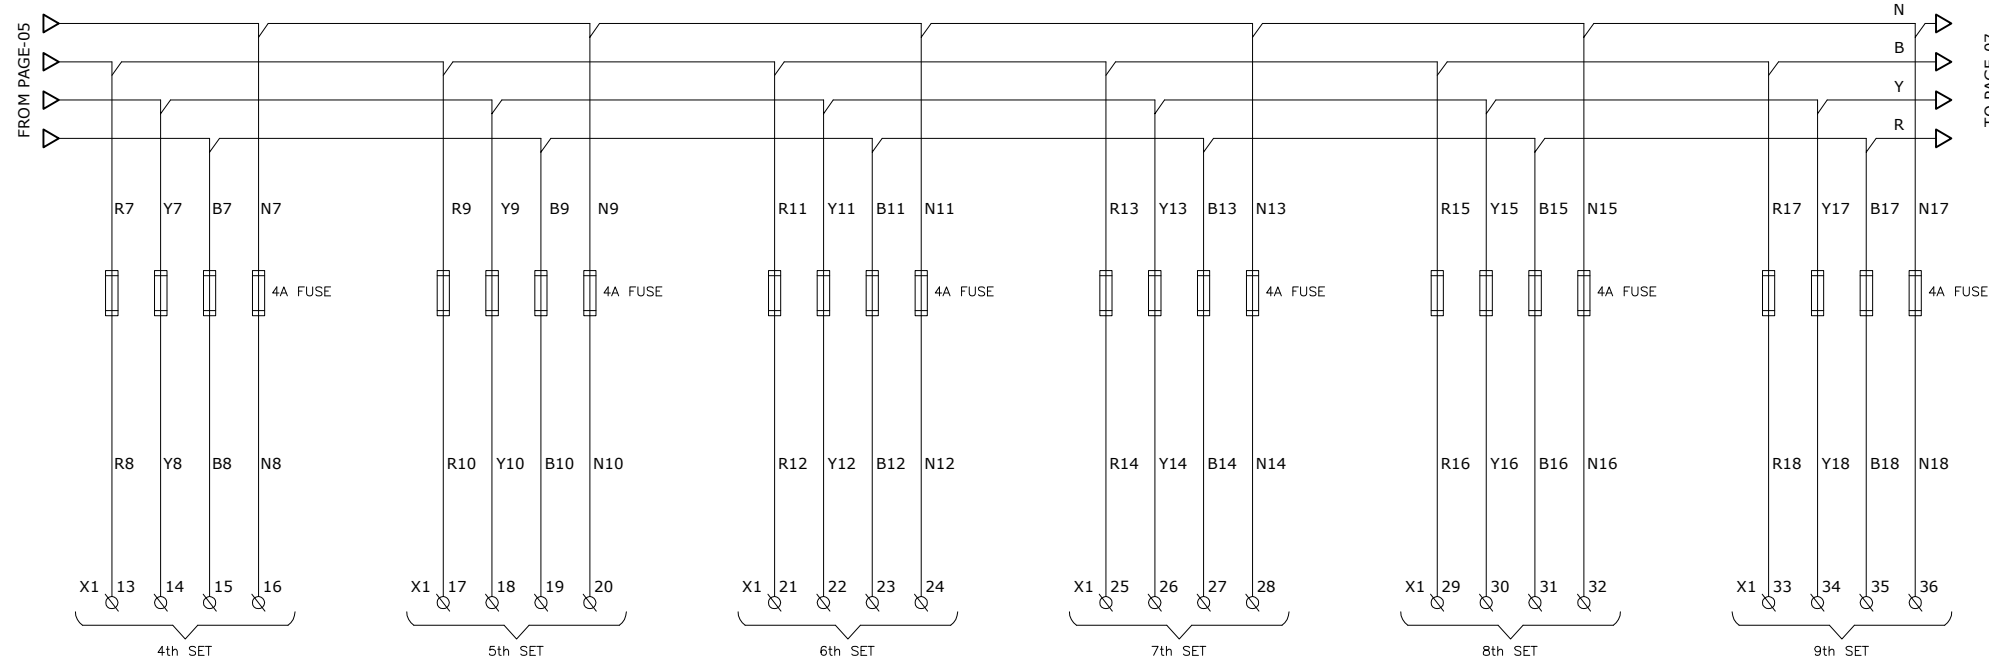 N
FROM PAGE-05
B
Y
R
R7 Y7 B7 N7 R9 Y9 B9 N9 R11 Y11 B11 N11 R13 Y13 B13 N13 R15 Y15 B15 N15 R17 Y17 B17 N17
4A FUSE 4A FUSE 4A FUSE 4A FUSE 4A FUSE 4A FUSE
R8 Y8 B8 N8 R10 Y10 B10 N10 R12 Y12 B12 N12 R14 Y14 B14 N14 R16 Y16 B16 N16 R18 Y18 B18 N18
X1 13 14 15 16 X1 17 18 19 20 X1 21 22 23 24 X1 25 26 27 28 X1 29 30 31 32 X1 33 34 35 36
4th SET 5th SET 6th SET 7th SET 8th SET 9th SET